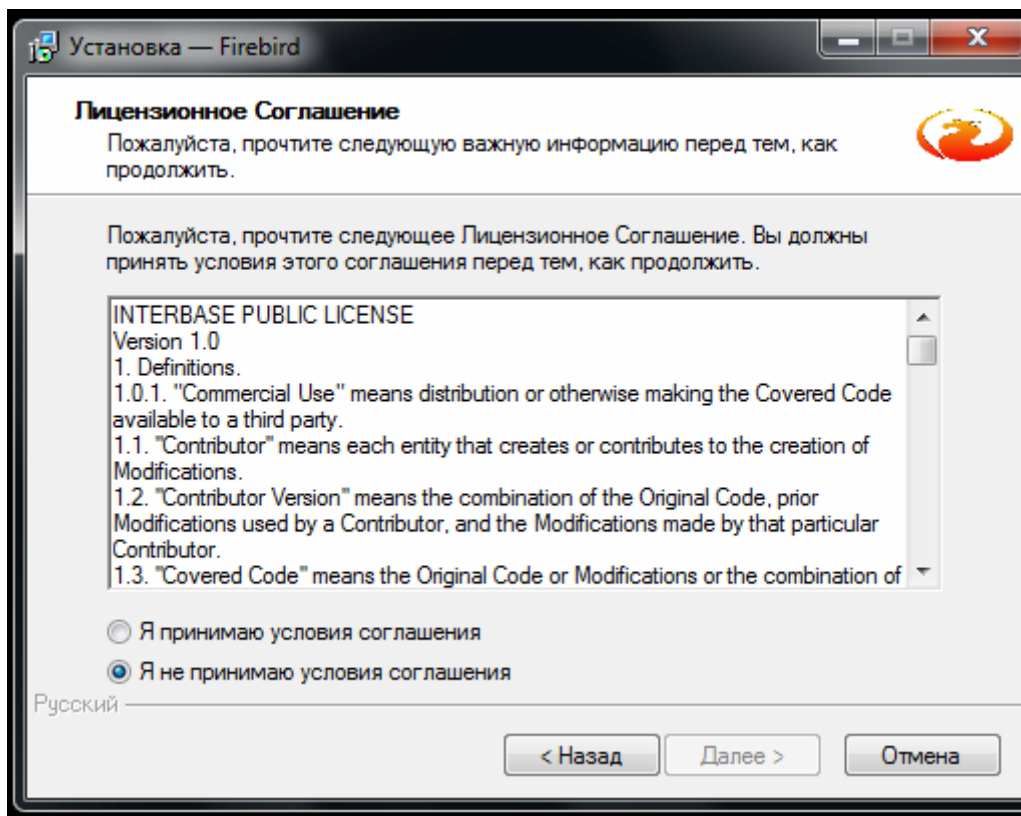 Установка — Firebird
Лицензионное Соглашение
Пожалуйста, прочтите следующую важную информацию перед тем, как
продолжить.
Пожалуйста, прочтите следующее Лицензионное Соглашение. Вы должны
принять условия этого соглашения перед тем, как продолжить.
INTERBASE PUBLIC LICENSE
Version 1.0
1. Definitions.
1.0.1. "Commercial Use" means distribution or otherwise making the Covered Code
available to a third party.
1.1. "Contributor" means each entity that creates or contributes to the creation of
Modifications.
1.2. "Contributor Version" means the combination of the Original Code, prior
Modifications used by a Contributor, and the Modifications made by that particular
Contributor.
1.3. "Covered Code" means the Original Code or Modifications or the combination of
Я принимаю условия соглашения
Я не принимаю условия соглашения
Русский
< Назад
Далее >
Отмена